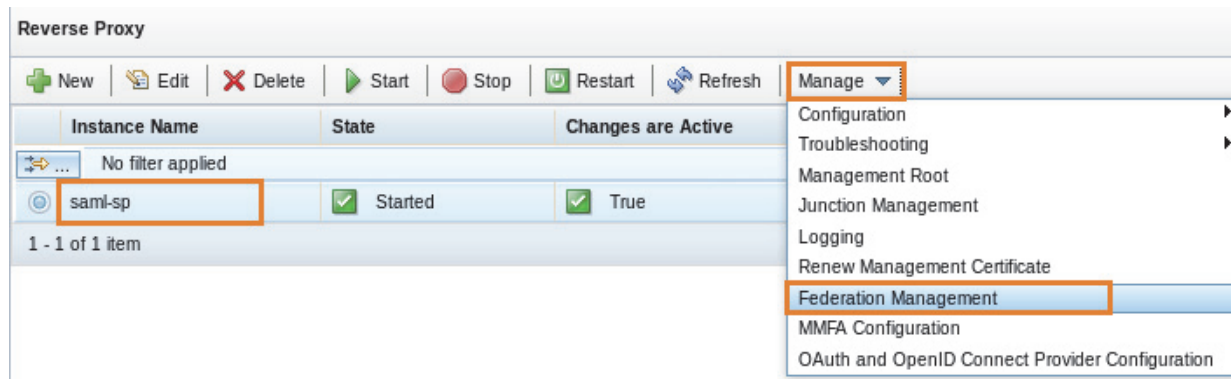 Reverse Proxy
New Edit Delete Start Stop Restart Refresh Manage
Instance Name State Changes are Active
... No filter applied
saml-sp Started True
1 - 1 of 1 item
Configuration
Troubleshooting
Management Root
Junction Management
Logging
Renew Management Certificate
Federation Management
MMFA Configuration
OAuth and OpenID Connect Provider Configuration